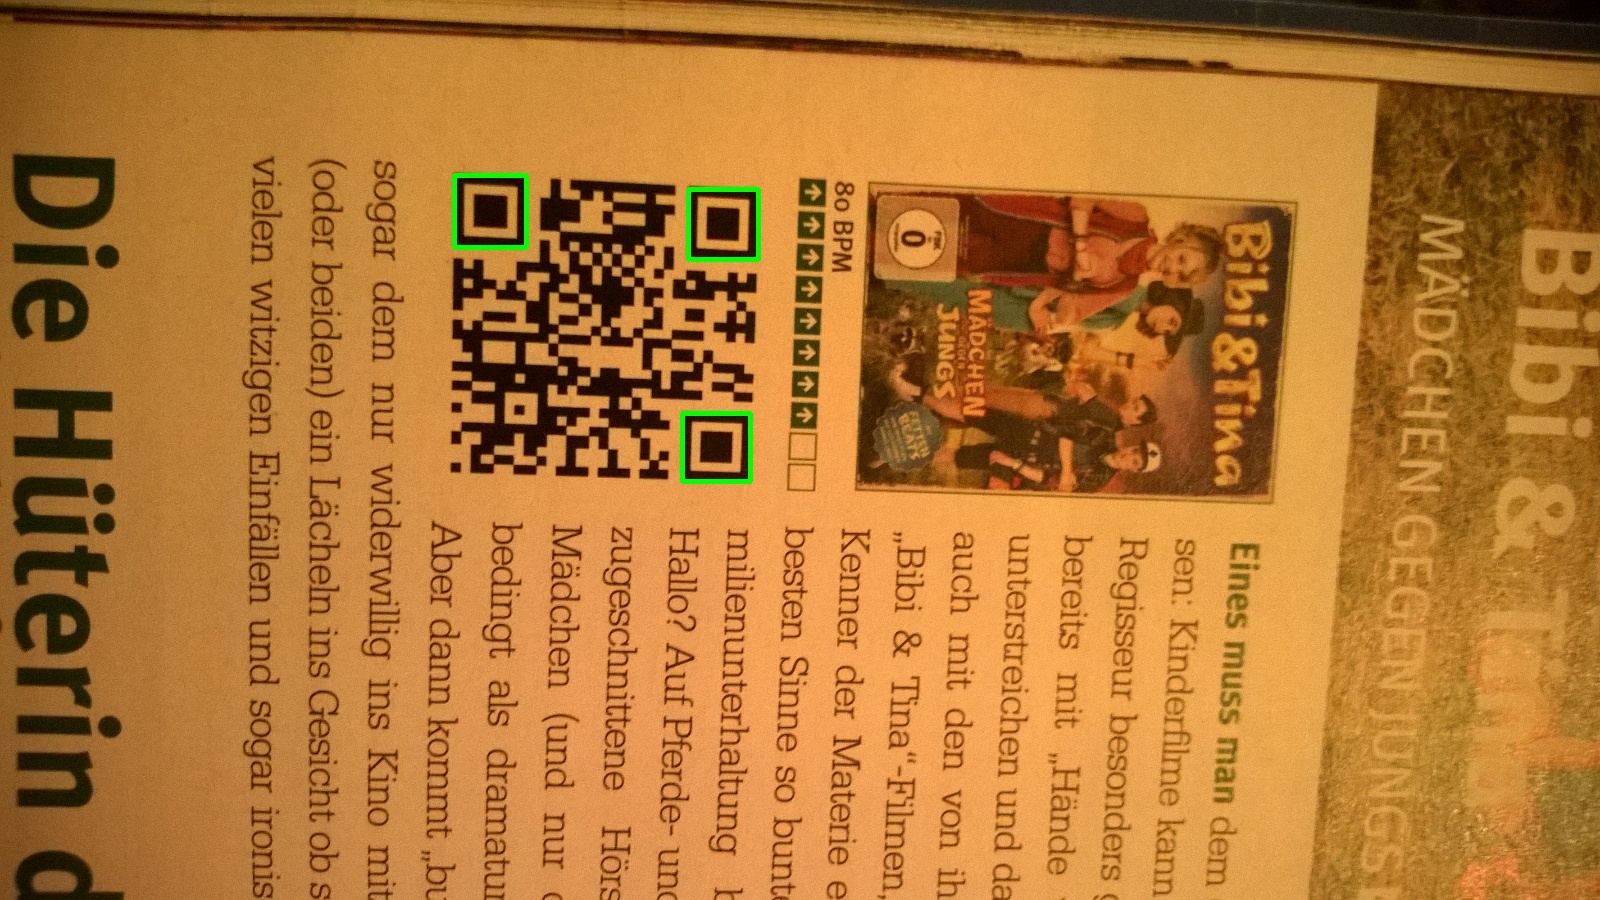 Bibi & Tina
MÄDCHEN GEGEN JUNGS
Bibi & Tina
MÄDCHEN
GEGEN
JUNGS
0
80 BPM
Eines muss man dem
sen: Kinderfilme kann
Regisseur besonders
bereits mit „Hände
unterstreichen und da
auch mit den von ih
„Bibi & Tina“-Filmen,
Kenner der Materie e
besten Sinne so bunte
milienunterhaltung b
Hallo? Auf Pferde- und
zugeschnittene Hörs
Mädchen (und nur d
bedingt als dramatur
Aber dann kommt „bu
sogar dem nur widerwillig ins Kino mit
(oder beiden) ein Lächeln ins Gesicht ob s
vielen witzigen Einfällen und sogar ironis
Die Hüterin d